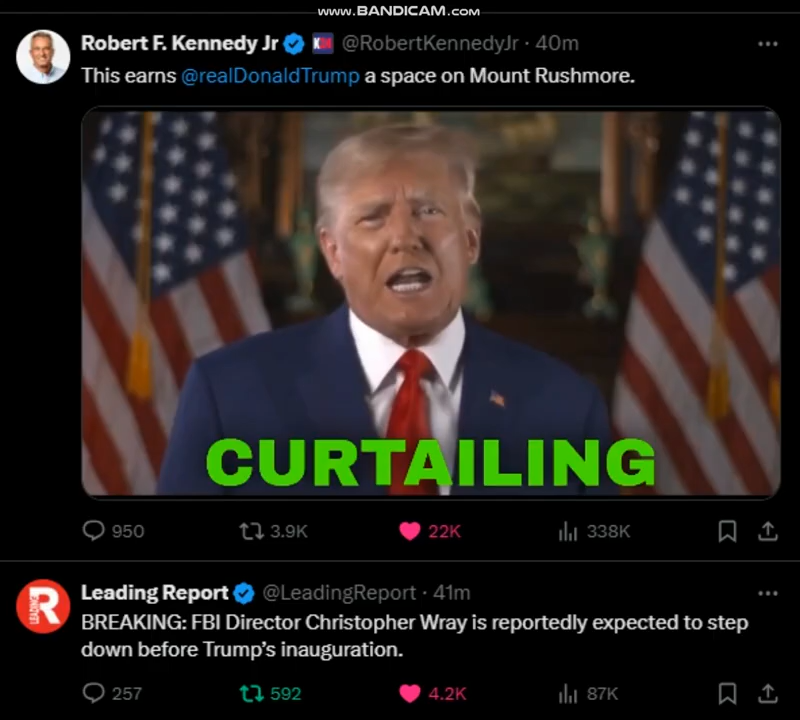 www.BANDICAM.com
Robert F. Kennedy Jr @RobertKennedyJr · 40m
This earns @realDonaldTrump a space on Mount Rushmore.
CURTAILING
950 3.9K 22K 338K
Leading Report @LeadingReport · 41m
BREAKING: FBI Director Christopher Wray is reportedly expected to step
down before Trump's inauguration.
257 592 4.2K 87K
LEADING R